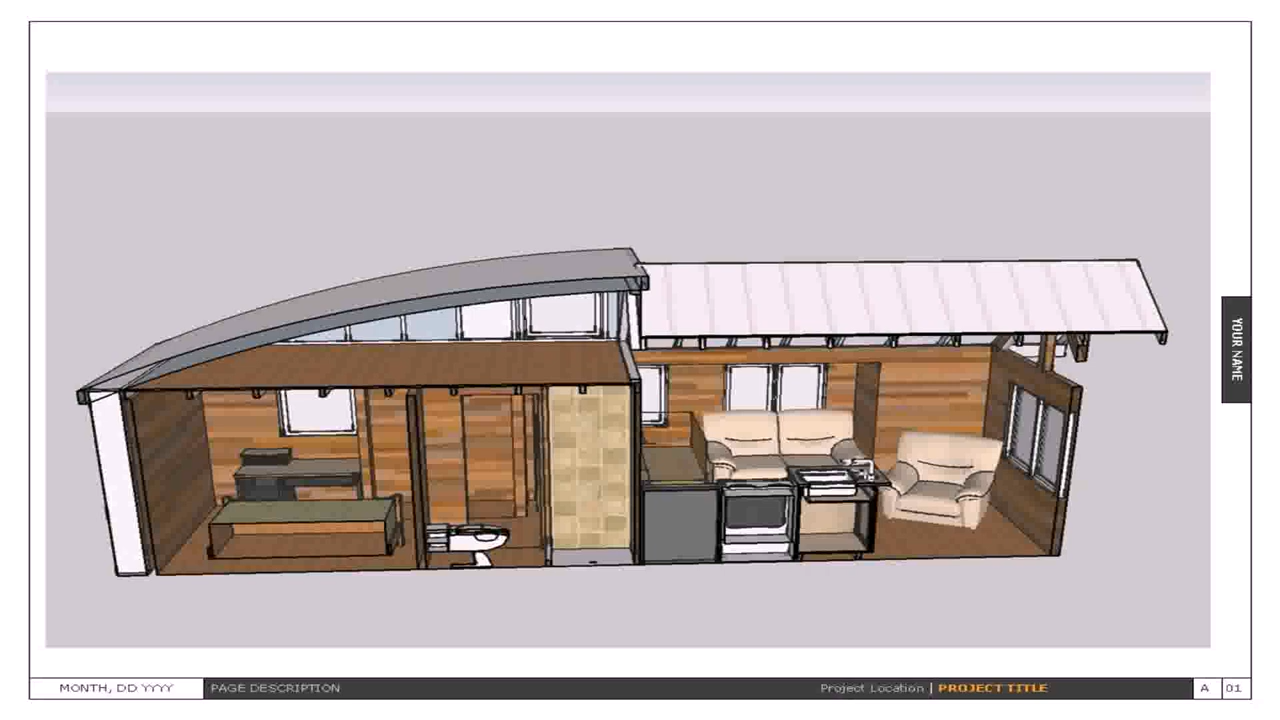 YOUR NAME
MONTH, DD YYYY
PAGE DESCRIPTION
Project Location | PROJECT TITLE
A 01